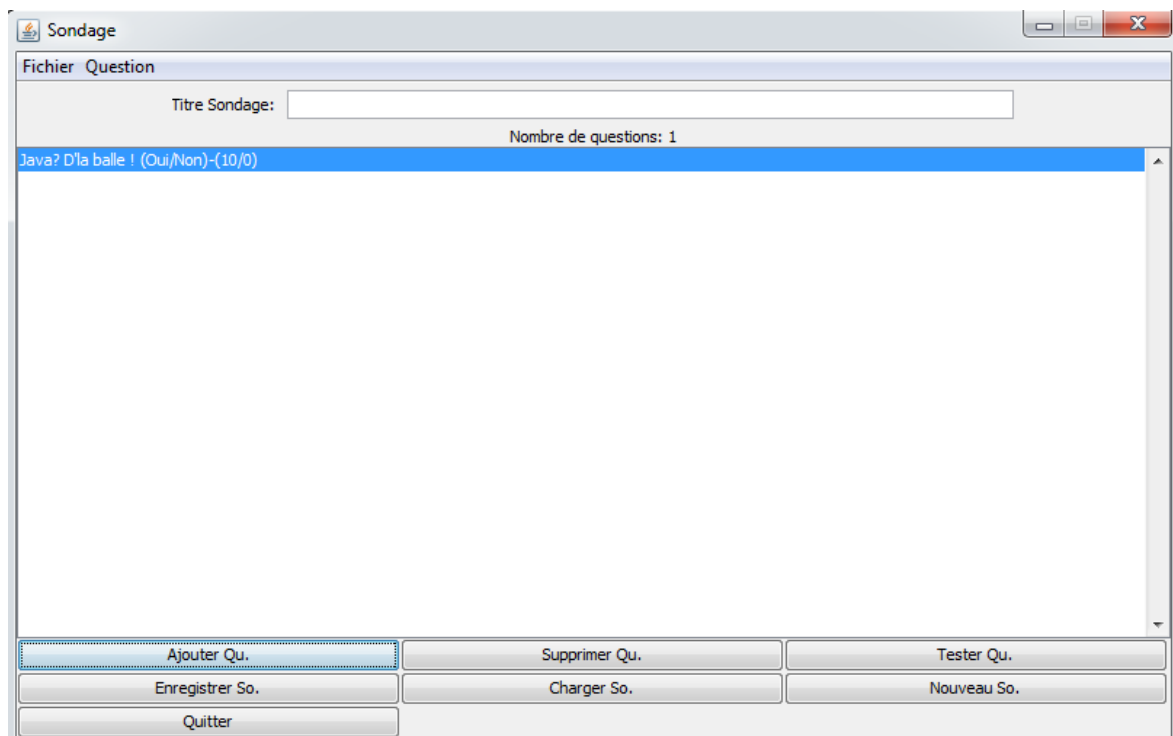 Sondage
Fichier Question
Titre Sondage:
Nombre de questions: 1
Java? D'la balle ! (Oui/Non)-(10/0)
Ajouter Qu. Supprimer Qu. Tester Qu.
Enregistrer So. Charger So. Nouveau So.
Quitter